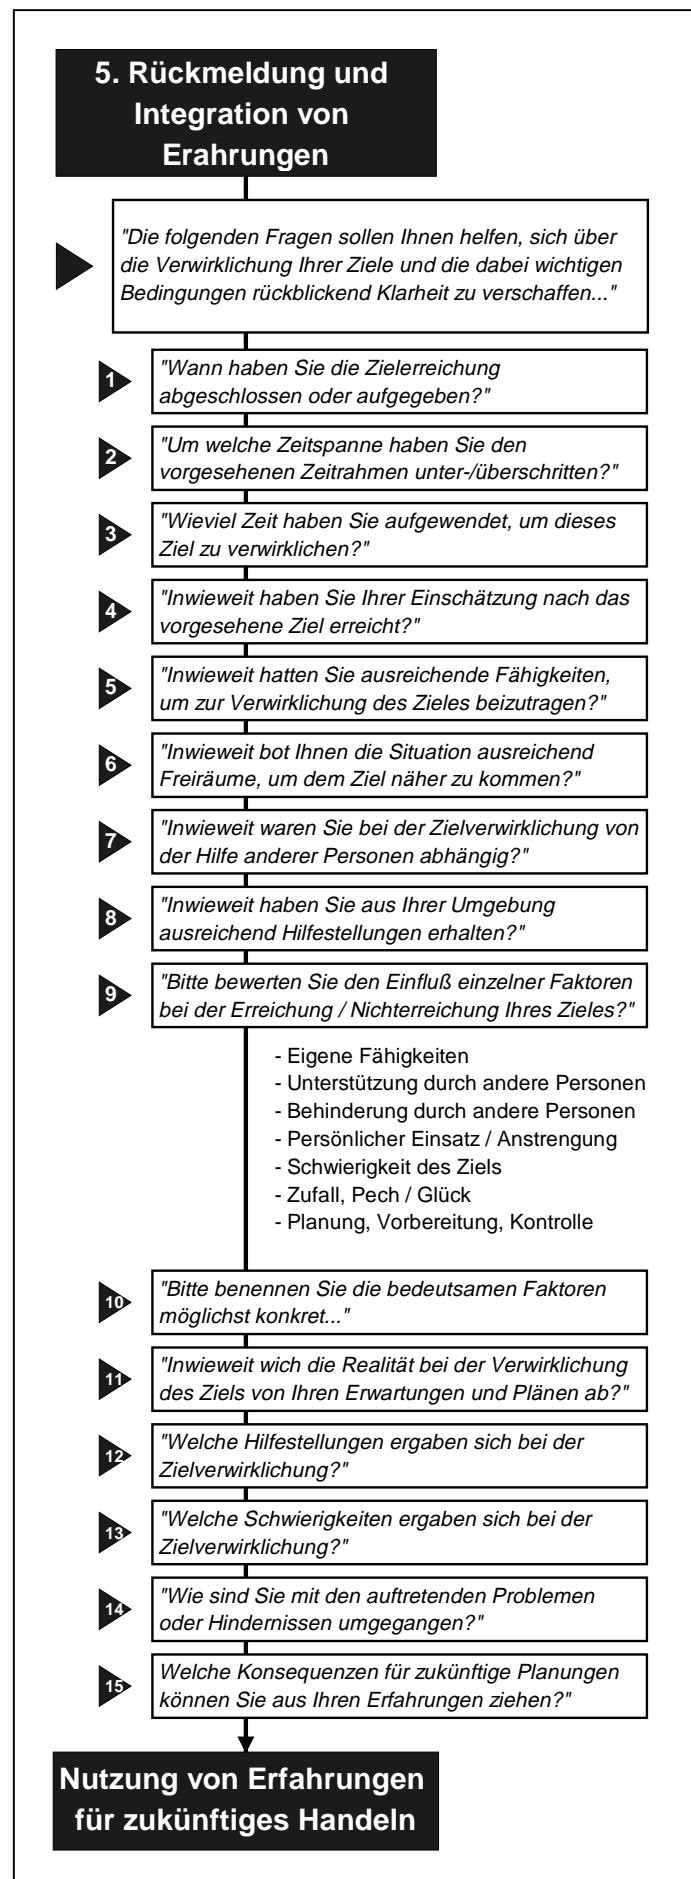 5. Rückmeldung und
Integration von
Erahrungen
"Die folgenden Fragen sollen Ihnen helfen, sich über
die Verwirklichung Ihrer Ziele und die dabei wichtigen
Bedingungen rückblickend Klarheit zu verschaffen..."
1
"Wann haben Sie die Zielerreichung
abgeschlossen oder aufgegeben?"
2
"Um welche Zeitspanne haben Sie den
vorgesehenen Zeitrahmen unter-/überschritten?"
3
"Wieviel Zeit haben Sie aufgewendet, um dieses
Ziel zu verwirklichen?"
4
"Inwieweit haben Sie Ihrer Einschätzung nach das
vorgesehene Ziel erreicht?"
5
"Inwieweit hatten Sie ausreichende Fähigkeiten,
um zur Verwirklichung des Zieles beizutragen?"
6
"Inwieweit bot Ihnen die Situation ausreichend
Freiräume, um dem Ziel näher zu kommen?"
7
"Inwieweit waren Sie bei der Zielverwirklichung von
der Hilfe anderer Personen abhängig?"
8
"Inwieweit haben Sie aus Ihrer Umgebung
ausreichend Hilfestellungen erhalten?"
9
"Bitte bewerten Sie den Einfluß einzelner Faktoren
bei der Erreichung / Nichterreichung Ihres Zieles?"
- Eigene Fähigkeiten
- Unterstützung durch andere Personen
- Behinderung durch andere Personen
- Persönlicher Einsatz / Anstrengung
- Schwierigkeit des Ziels
- Zufall, Pech / Glück
- Planung, Vorbereitung, Kontrolle
10
"Bitte benennen Sie die bedeutsamen Faktoren
möglichst konkret..."
11
"Inwieweit wich die Realität bei der Verwirklichung
des Ziels von Ihren Erwartungen und Plänen ab?"
12
"Welche Hilfestellungen ergaben sich bei der
Zielverwirklichung?"
13
"Welche Schwierigkeiten ergaben sich bei der
Zielverwirklichung?"
14
"Wie sind Sie mit den auftretenden Problemen
oder Hindernissen umgegangen?"
15
Welche Konsequenzen für zukünftige Planungen
können Sie aus Ihren Erfahrungen ziehen?"
Nutzung von Erfahrungen
für zukünftiges Handeln